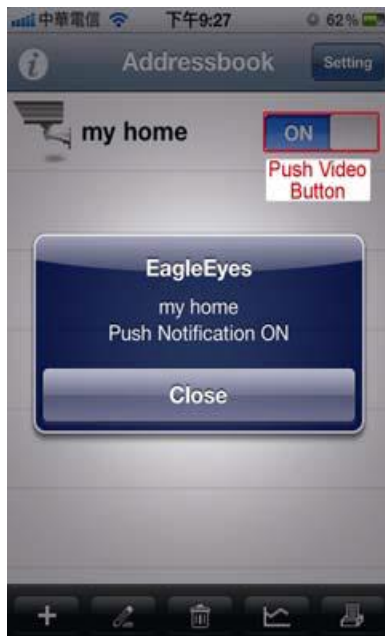 中華電信 下午9:27 62%
i Addressbook Setting
my home ON
Push Video
Button
EagleEyes
my home
Push Notification ON
Close